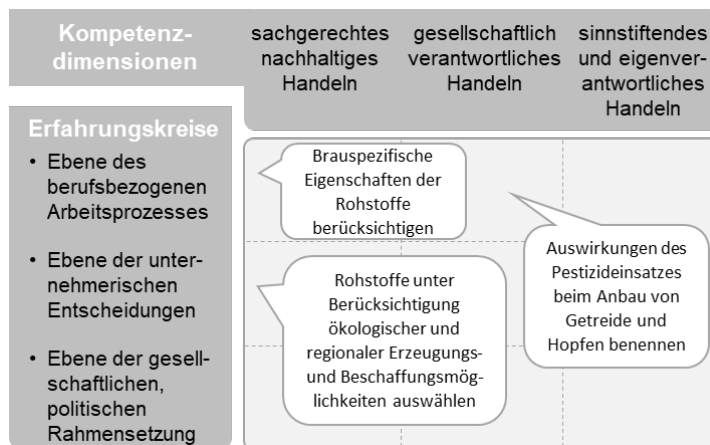 Kompetenz-
dimensionen
sachgerechtes
nachhaltiges
Handeln
gesellschaftlich
verantwortliches
Handeln
sinnstiftendes
und eigenver-
antwortliches
Handeln
Erfahrungskreise
• Ebene des
berufsbezogenen
Arbeitsprozesses
• Ebene der unter-
nehmerischen
Entscheidungen
• Ebene der gesell-
schaftlichen,
politischen
Rahmensetzung
Brauspezifische
Eigenschaften der
Rohstoffe
berücksichtigen
Rohstoffe unter
Berücksichtigung
ökologischer und
regionaler Erzeugungs-
und Beschaffungsmög-
lichkeiten auswählen
Auswirkungen des
Pestizideinsatzes
beim Anbau von
Getreide und
Hopfen benennen